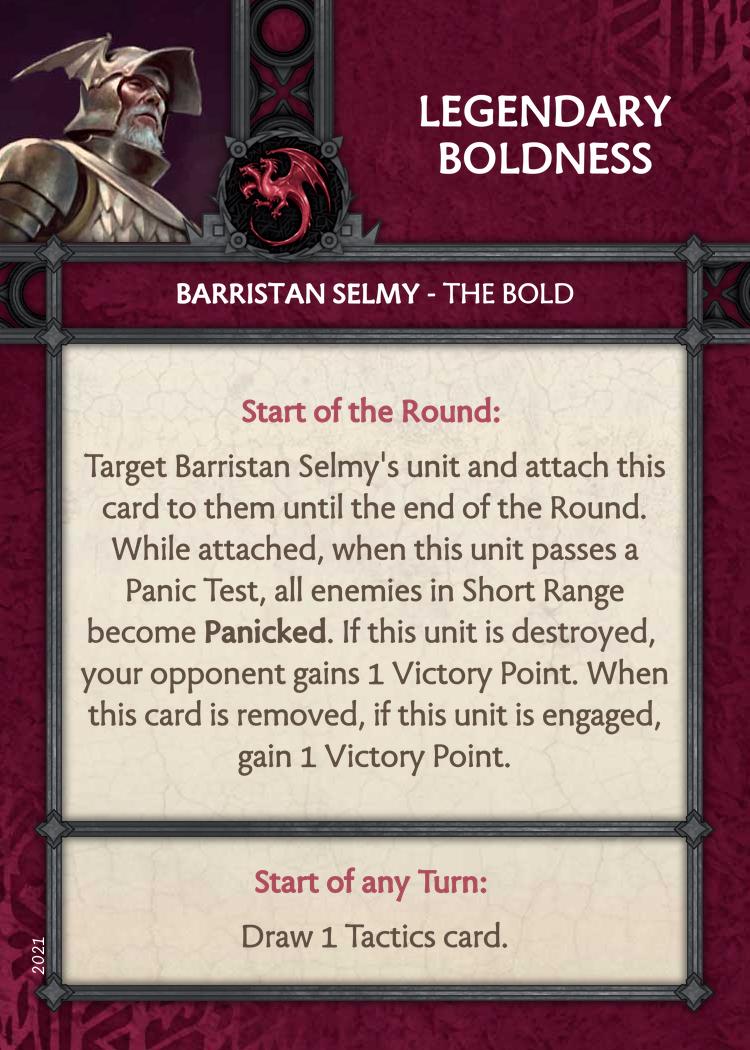 LEGENDARY
BOLDNESS
BARRISTAN SELMY - THE BOLD
Start of the Round:
Target Barristan Selmy's unit and attach this
card to them until the end of the Round.
While attached, when this unit passes a
Panic Test, all enemies in Short Range
become Panicked. If this unit is destroyed,
your opponent gains 1 Victory Point. When
this card is removed, if this unit is engaged,
gain 1 Victory Point.
Start of any Turn:
Draw 1 Tactics card.
2021